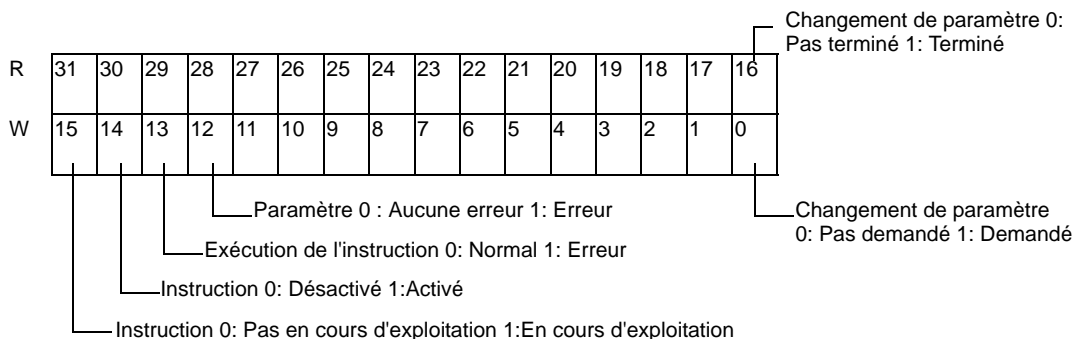 Changement de paramètre 0:
Pas terminé 1: Terminé
R 31 30 29 28 27 26 25 24 23 22 21 20 19 18 17 16
W 15 14 13 12 11 10 9 8 7 6 5 4 3 2 1 0
Paramètre 0 : Aucune erreur 1: Erreur
Changement de paramètre
0: Pas demandé 1: Demandé
Exécution de l'instruction 0: Normal 1: Erreur
Instruction 0: Désactivé 1:Activé
Instruction 0: Pas en cours d'exploitation 1:En cours d'exploitation